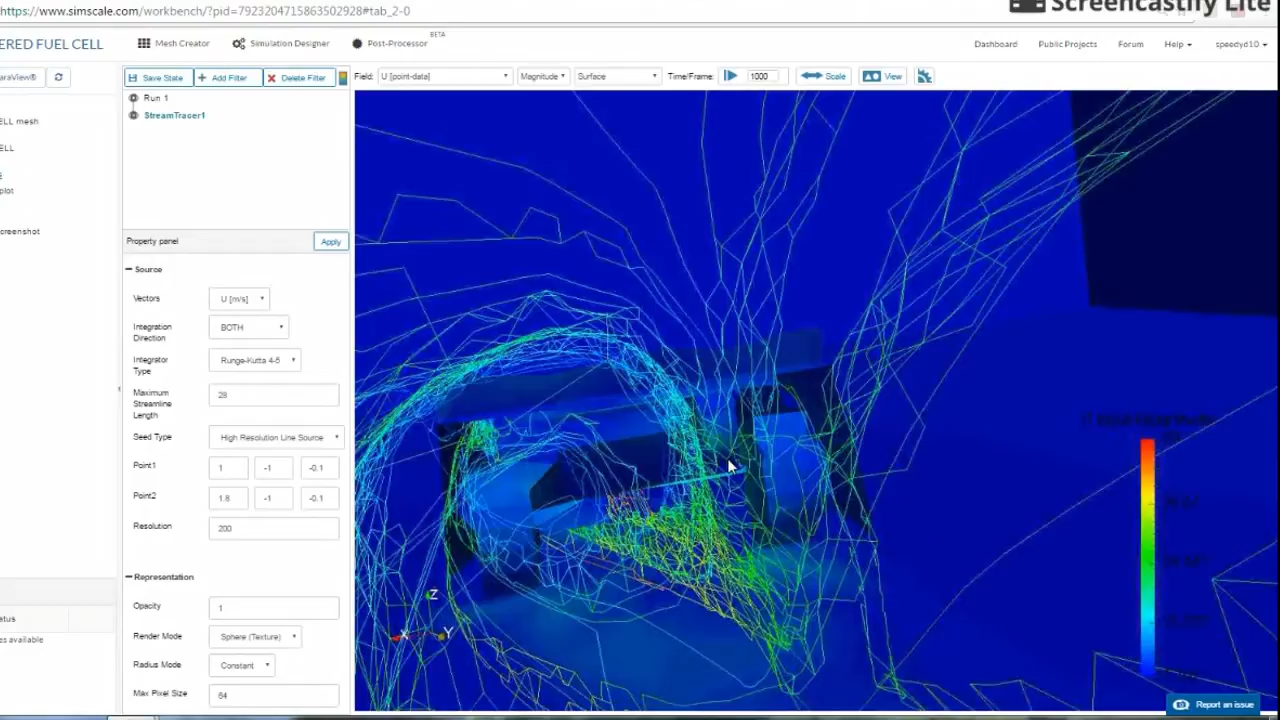 https://www.simscale.com/workbench/?pid=7923204715863502928#tab_2-0
Screencastify Lite
ERED FUEL CELL
Mesh Creator
Simulation Designer
Post-Processor
BETA
Dashboard
Public Projects
Forum
Help
speedyd1.0
araView®
Save State
Add Filter
Delete Filter
Field:
U [point-data]
Magnitude
Surface
Time/Frame:
1000
Scale
View
Run 1
StreamTracer1
ELL mesh
ELL
plot
creenshot
Property panel
Apply
Source
Vectors
U [m/s]
Integration
Direction
BOTH
Integrator
Type
Runge-Kutta 4-5
Maximum
Streamline
Length
28
Seed Type
High Resolution Line Source
Point1
1
-1
-0.1
Point2
1.8
-1
-0.1
Resolution
200
Representation
Opacity
1
Render Mode
Sphere (Texture)
Radius Mode
Constant
Max Pixel Size
64
atus
es available
Z
Y
Report an issue